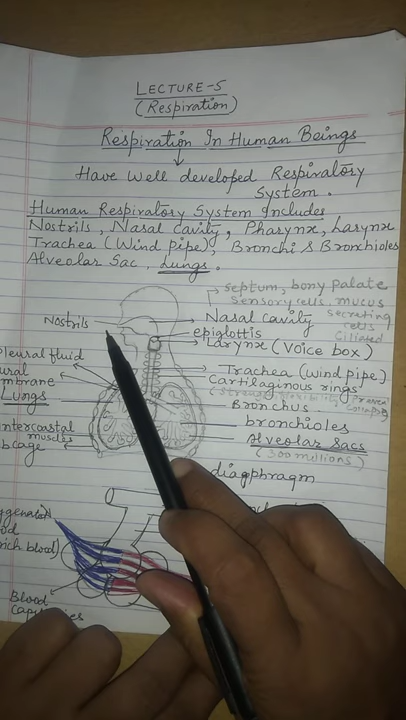 LECTURE-5
(Respiration)
Respiration In Human Beings
Have Well developed Respiratory
System.
Human Respiratory System Includes
Nostrils, Nasal Cavity, Pharynx, Larynx
Trachea (Wind pipe), Bronchi & Bronchioles
Alveolar Sac, Lungs.
Septum, bony palate
Sensory cells, mucus
secreting
cells
Ciliated
Nostrils
Nasal Cavity
epiglottis
Larynx (Voice box)
Pleural fluid
Trachea (wind pipe)
Cartilaginous rings
Lungs
Bronchus
bronchioles
Intercostal
muscles
Alveolar Sacs
(300 millions)
diaphragm
rich blood)
Blood